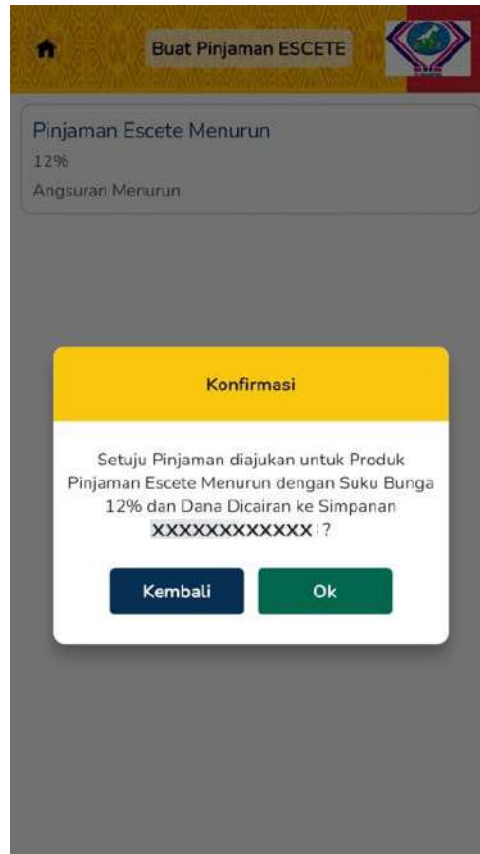 Buat Pinjaman ESCETE
Pinjaman Escete Menurun
12%
Angsuran Menurun
Konfirmasi
Setuju Pinjaman diajukan untuk Produk
Pinjaman Escete Menurun dengan Suku Bunga
12% dan Dana Dicairan ke Simpanan
XXXXXXXXXXXXX ?
Kembali
Ok